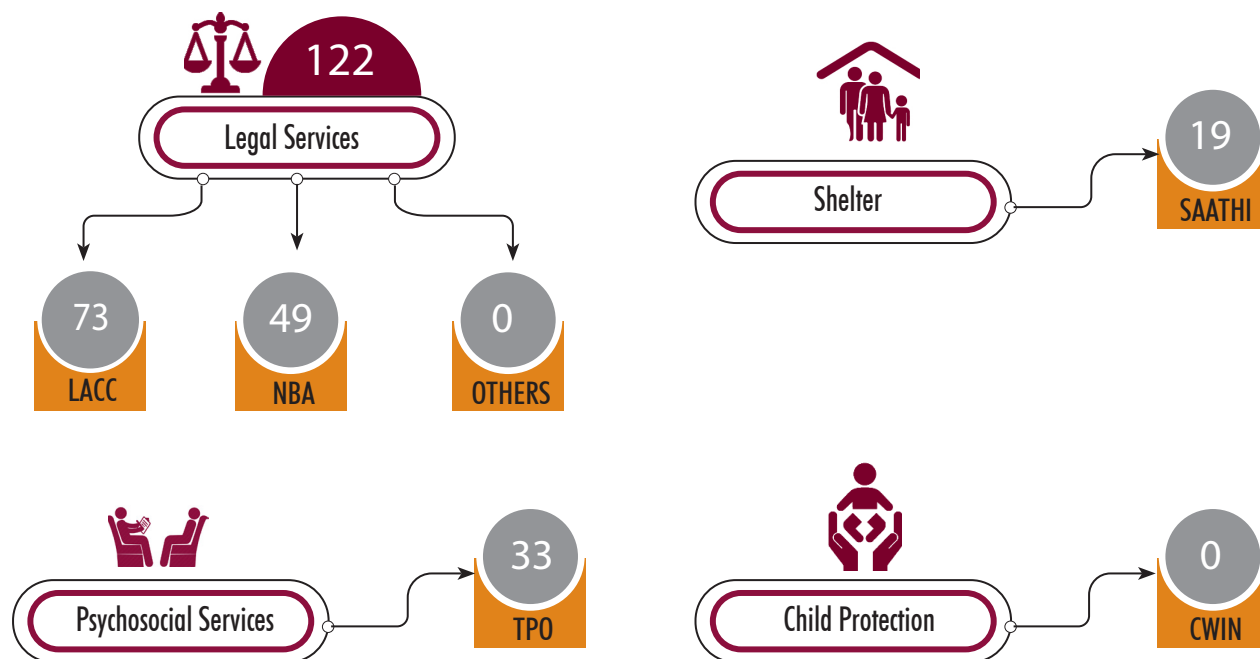 122
Legal Services
73
LACC
49
NBA
0
OTHERS
Shelter
19
SAATHI
Psychosocial Services
33
TPO
Child Protection
0
CWIN